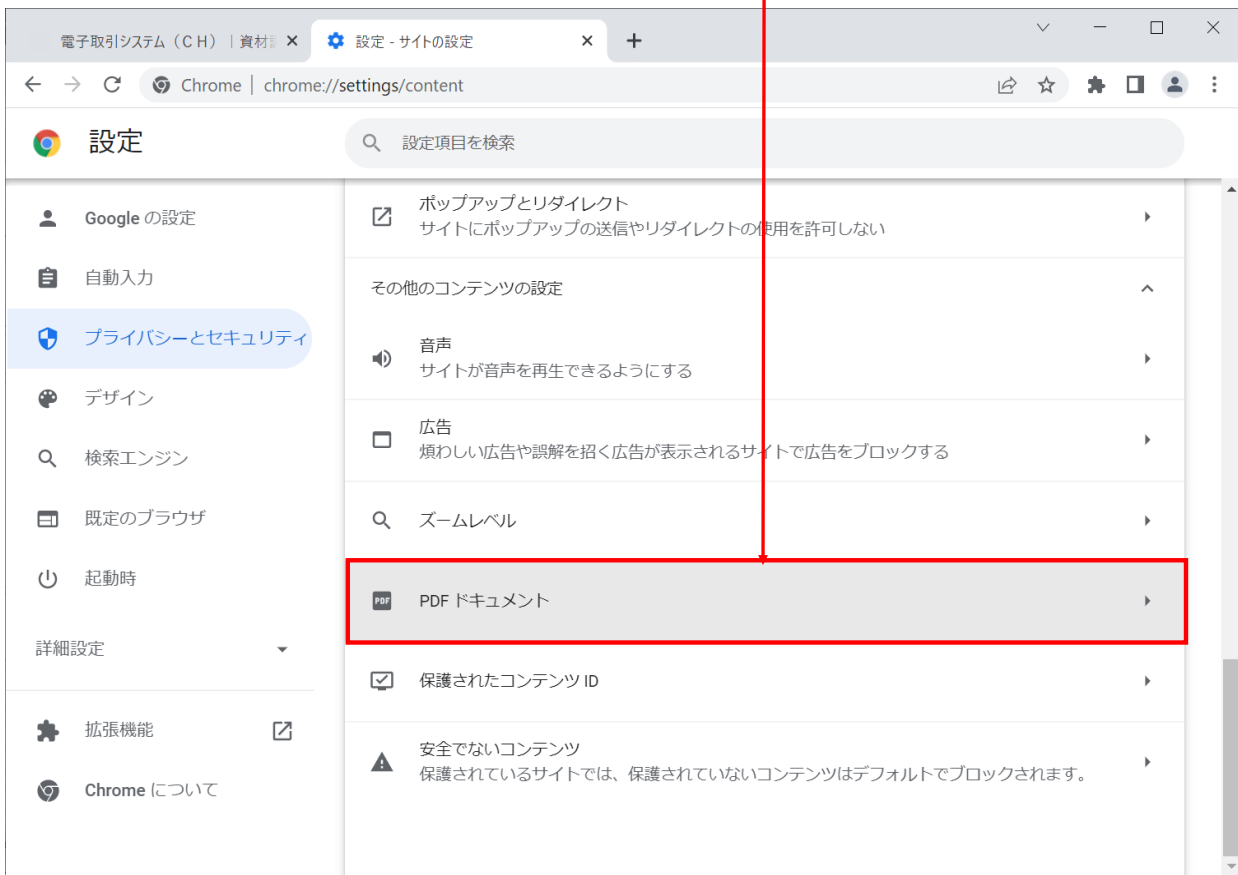 電子取引システム（ＣＨ）｜資材
設定 - サイトの設定
Chrome | chrome://settings/content
設定
設定項目を検索
Google の設定
自動入力
プライバシーとセキュリティ
デザイン
検索エンジン
既定のブラウザ
起動時
詳細設定
拡張機能
Chrome について
ポップアップとリダイレクト
サイトにポップアップの送信やリダイレクトの使用を許可しない
その他のコンテンツの設定
音声
サイトが音声を再生できるようにする
広告
煩わしい広告や誤解を招く広告が表示されるサイトで広告をブロックする
ズームレベル
PDF
PDF ドキュメント
保護されたコンテンツ ID
安全でないコンテンツ
保護されているサイトでは、保護されていないコンテンツはデフォルトでブロックされます。